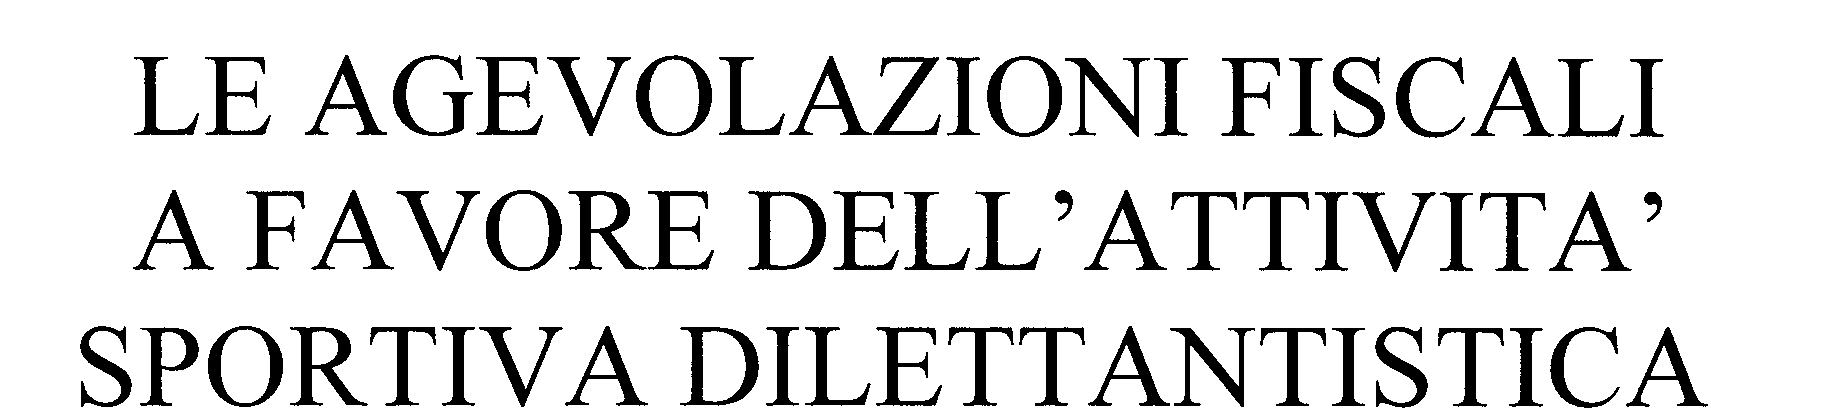 LE AGEVOLAZIONI FISCALI
A FAVORE DELL’ATTIVITA’
SPORTIVA DILETTANTISTICA